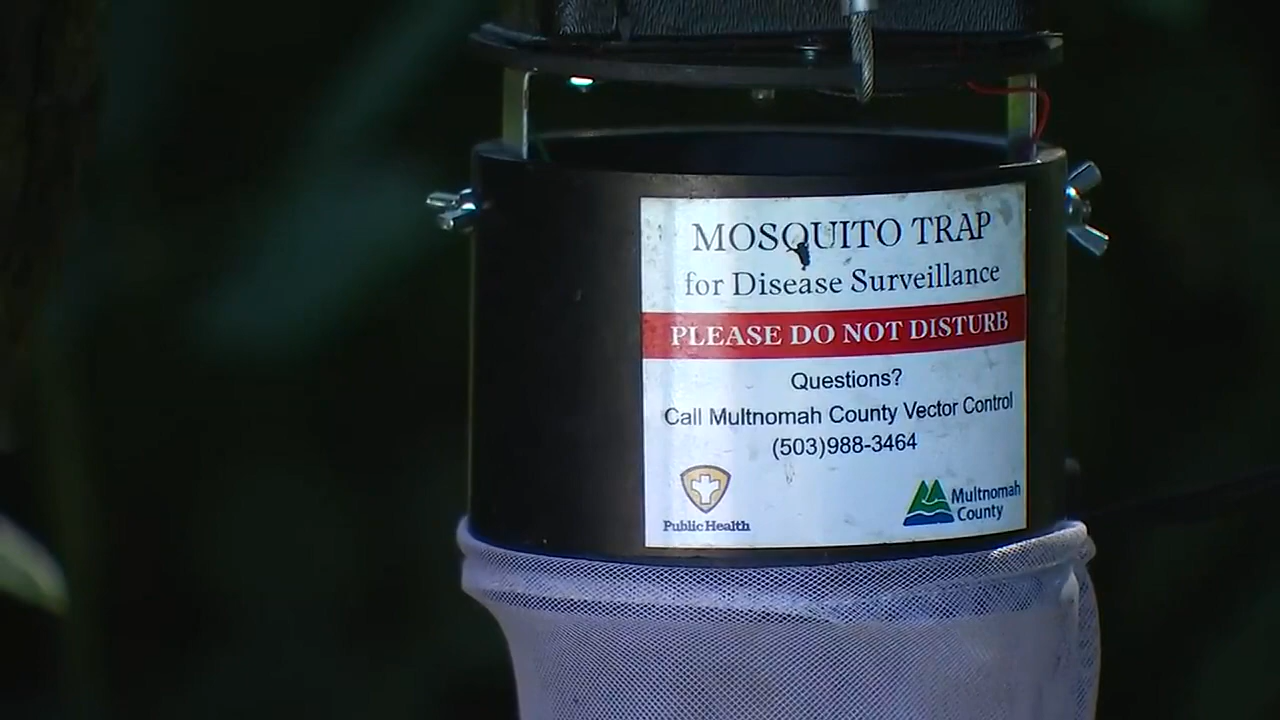 MOSQUITO TRAP
for Disease Surveillance
PLEASE DO NOT DISTURB
Questions?
Call Multnomah County Vector Control
(503)988-3464
Public Health
Multnomah
County